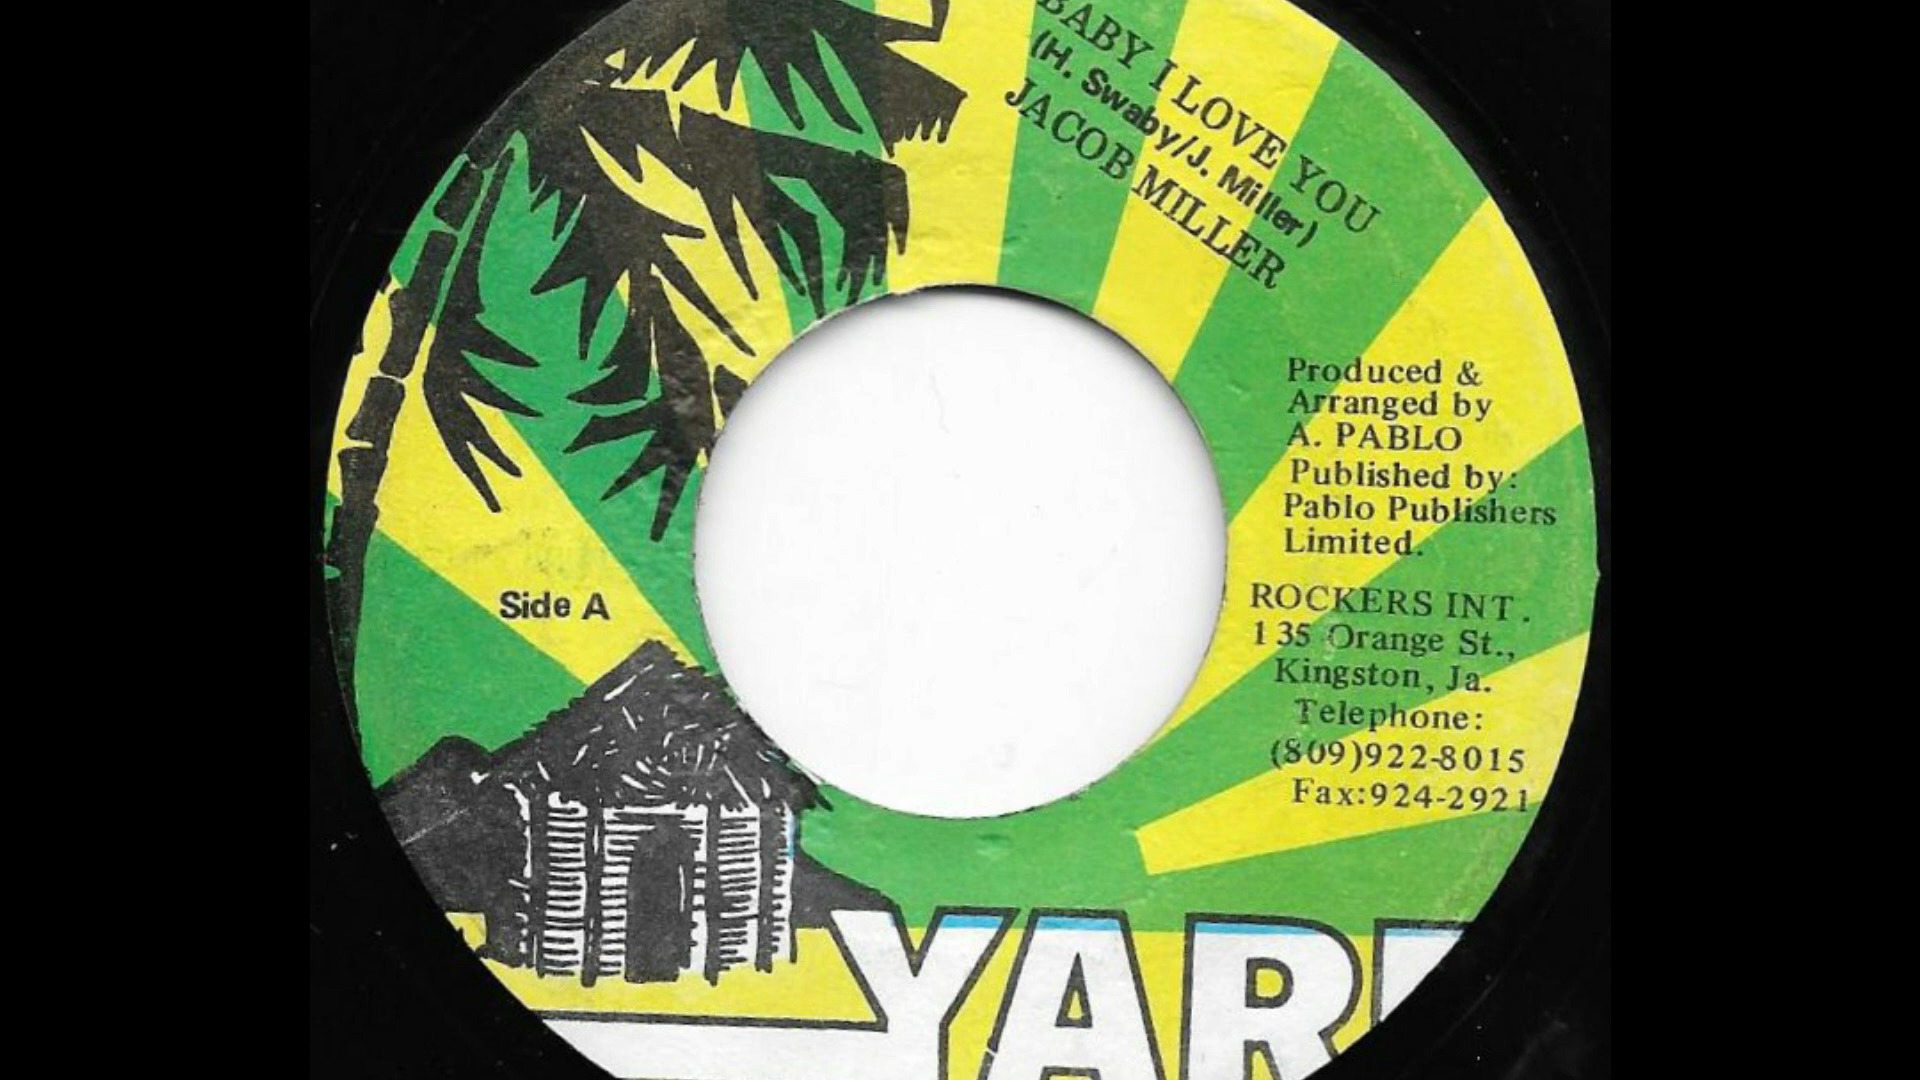 BABY I LOVE YOU
(H. Swaby/J. Miller)
JACOB MILLER
Produced &
Arranged by
A. PABLO
Published by:
Pablo Publishers
Limited.
Side A
ROCKERS INT.
135 Orange St.,
Kingston, Ja.
Telephone:
(809)922-8015
Fax:924-2921
YAR